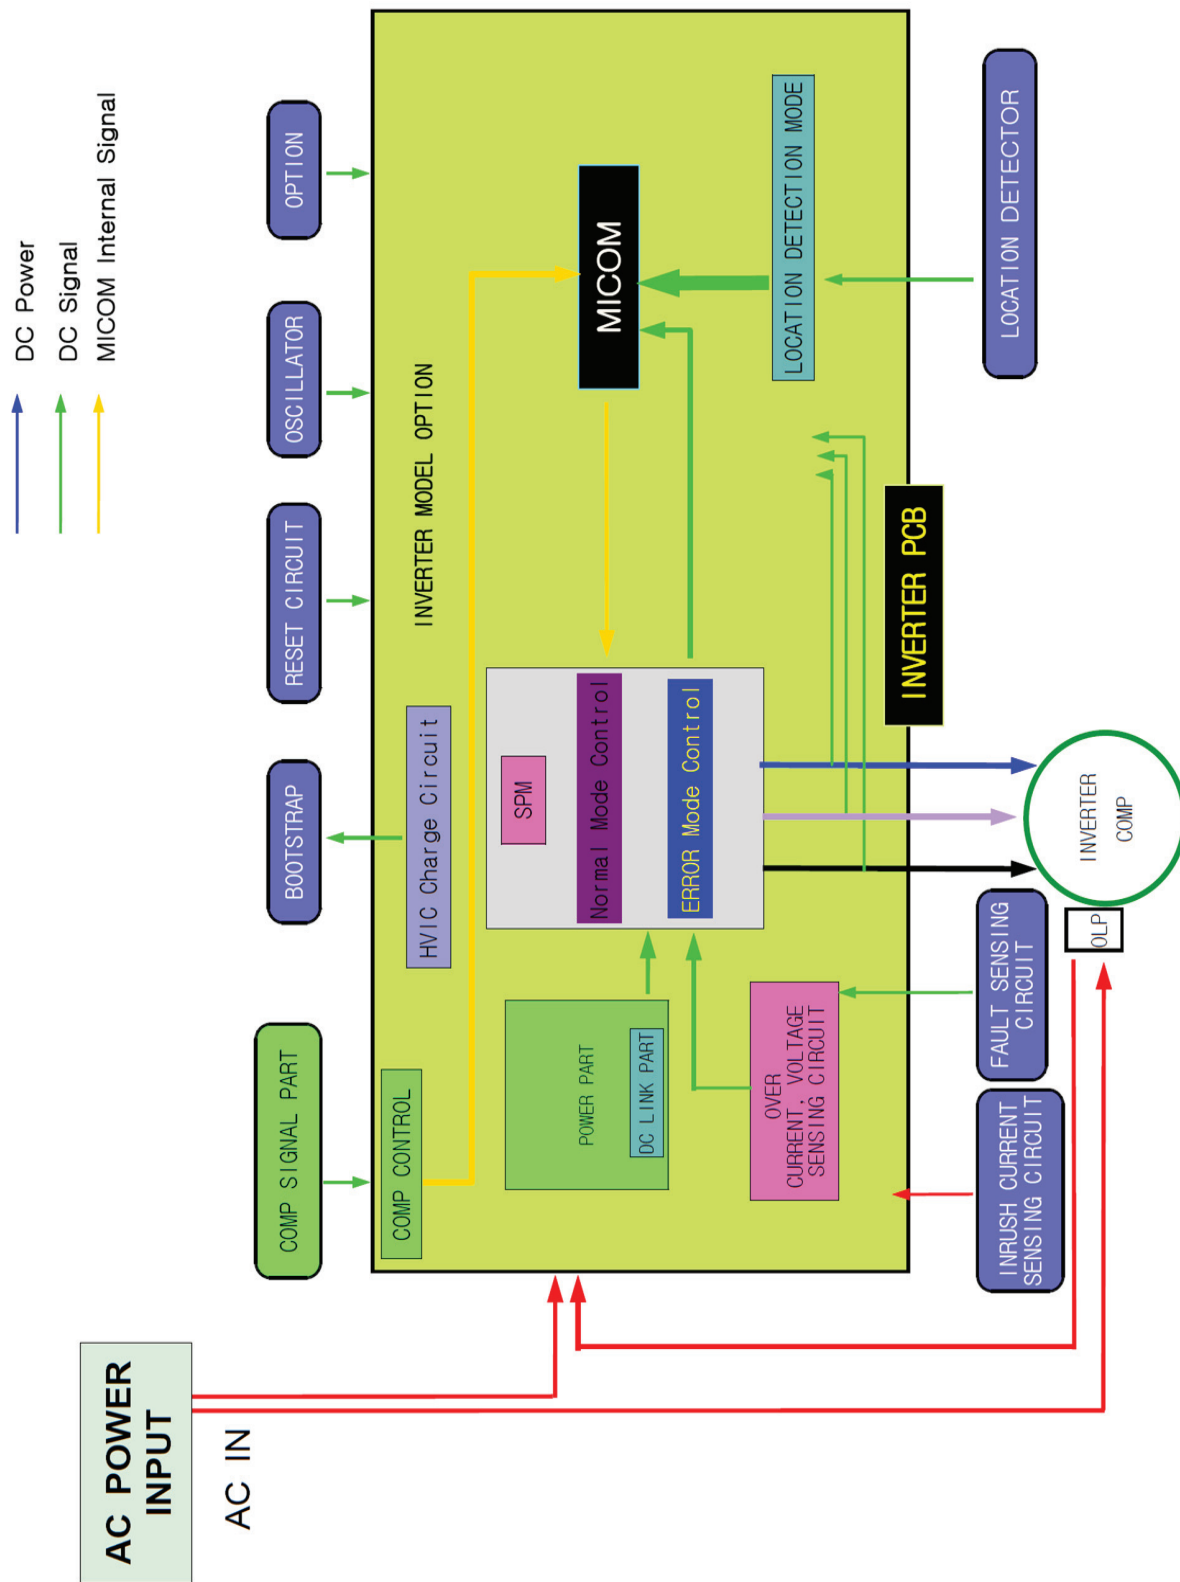 AC POWER
INPUT
AC IN
DC Power
DC Signal
MICOM Internal Signal
COMP SIGNAL PART
BOOTSTRAP
RESET CIRCUIT
OSCILLATOR
OPTION
COMP CONTROL
HVIC Charge Circuit
INVERTER MODEL OPTION
POWER PART
DC LINK PART
SPM
Normal Mode Control
ERROR Mode Control
MICOM
OVER
CURRENT, VOLTAGE
SENSING CIRCUIT
LOCATION DETECTION MODE
INVERTER PCB
INRUSH CURRENT
SENSING CIRCUIT
FAULT SENSING
CIRCUIT
LOCATION DETECTOR
OLP
INVERTER
COMP